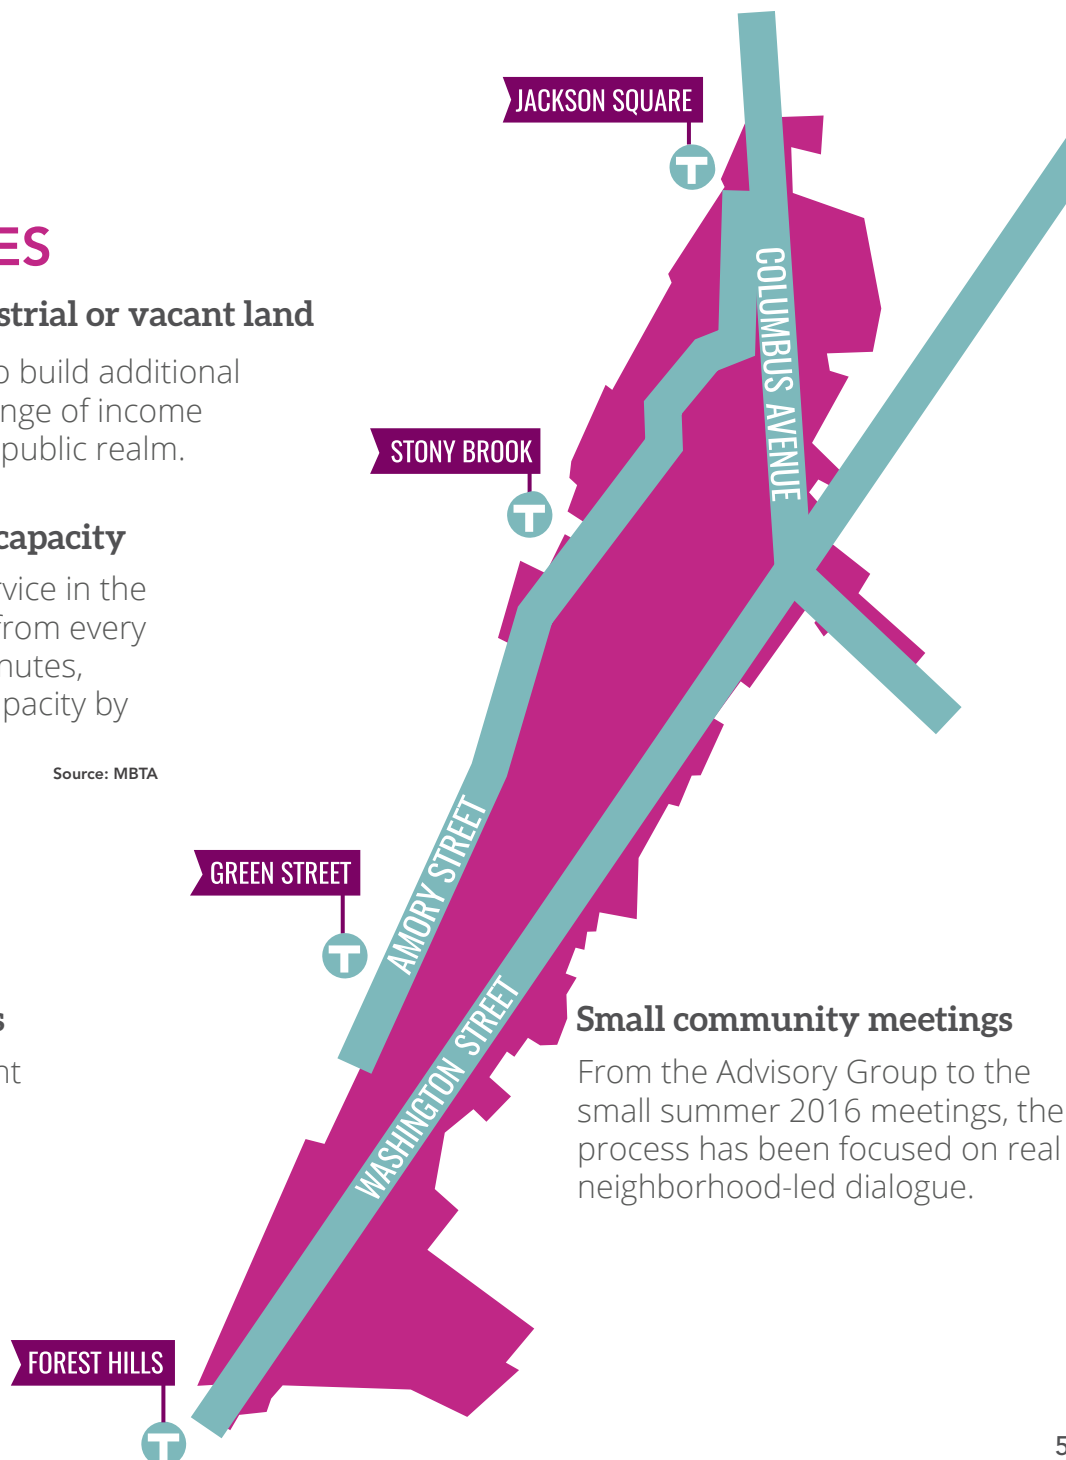 JACKSON SQUARE
T
ES
strial or vacant land
o build additional
nge of income
public realm.
COLUMBUS AVENUE
STONY BROOK
T
capacity
rvice in the
from every
nutes,
pacity by
Source: MBTA
GREEN STREET
T
AMORY STREET
WASHINGTON STREET
s
nt
Small community meetings
From the Advisory Group to the
small summer 2016 meetings, the
process has been focused on real
neighborhood-led dialogue.
FOREST HILLS
T
5